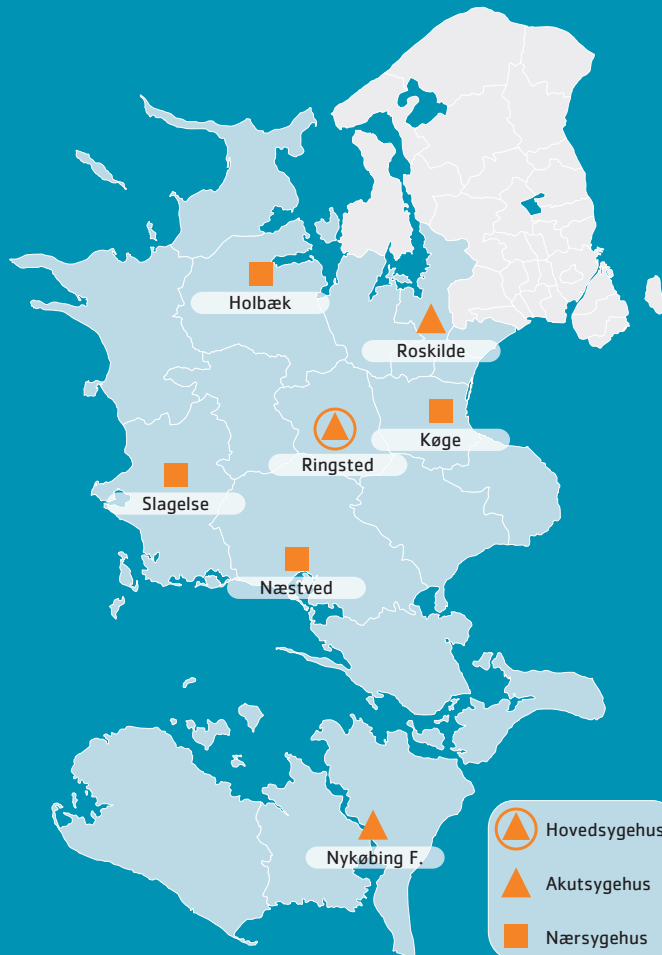 Holbæk
Roskilde
Køge
Ringsted
Slagelse
Næstved
Nykøbing F.
Hovedsygehus
Akutsygehus
Nærsygehus